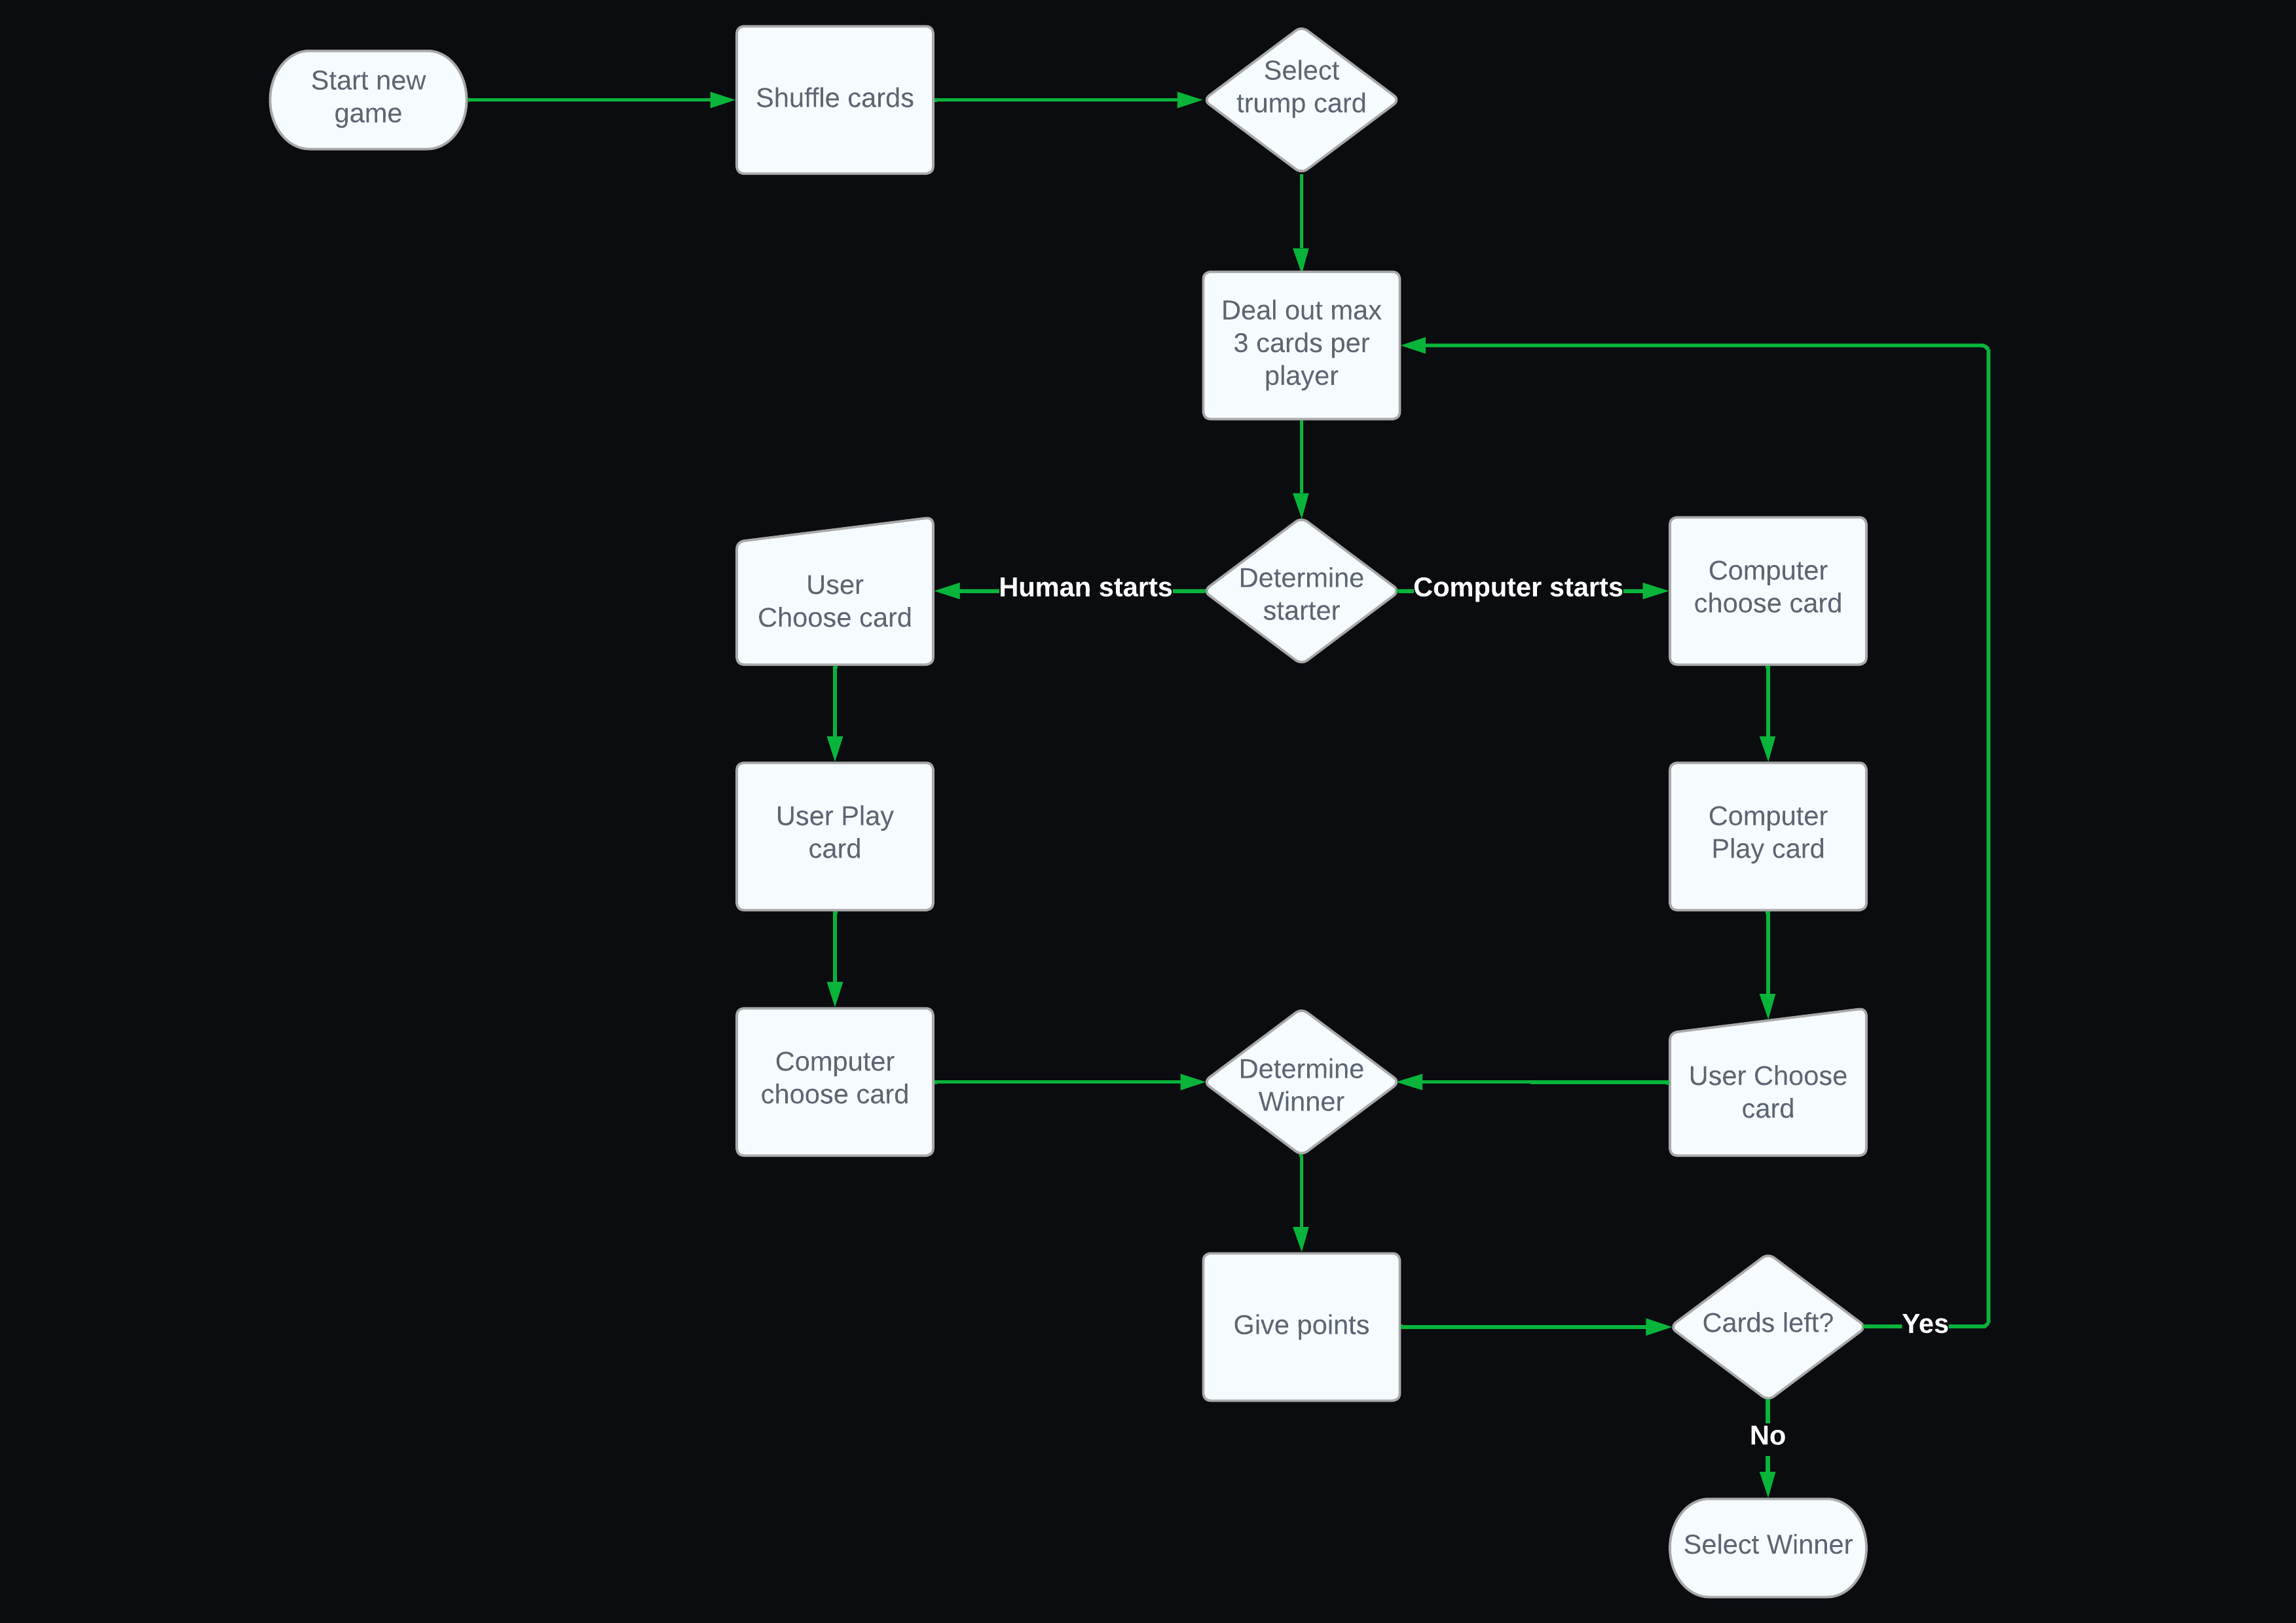 Start new
game
Shuffle cards
Select
trump card
Deal out max
3 cards per
player
User
Choose card
Human starts
Determine
starter
Computer starts
Computer
choose card
User Play
card
Computer
Play card
Computer
choose card
Determine
Winner
User Choose
card
Give points
Cards left?
Yes
No
Select Winner